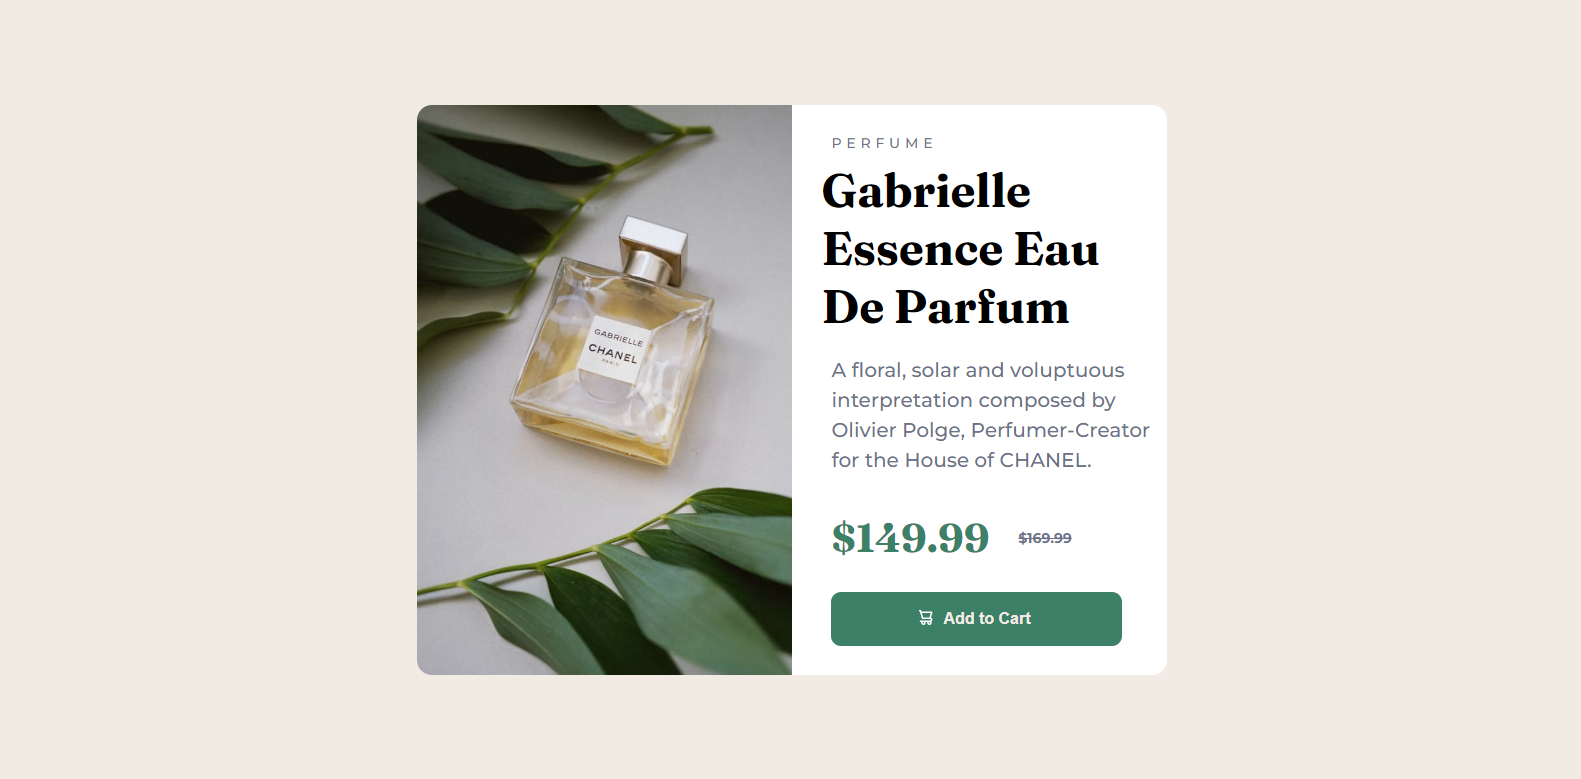 GABRIELLE
CHANEL
PARIS
PERFUME
Gabrielle
Essence Eau
De Parfum
A floral, solar and voluptuous
interpretation composed by
Olivier Polge, Perfumer-Creator
for the House of CHANEL.
$149.99 $169.99
Add to Cart